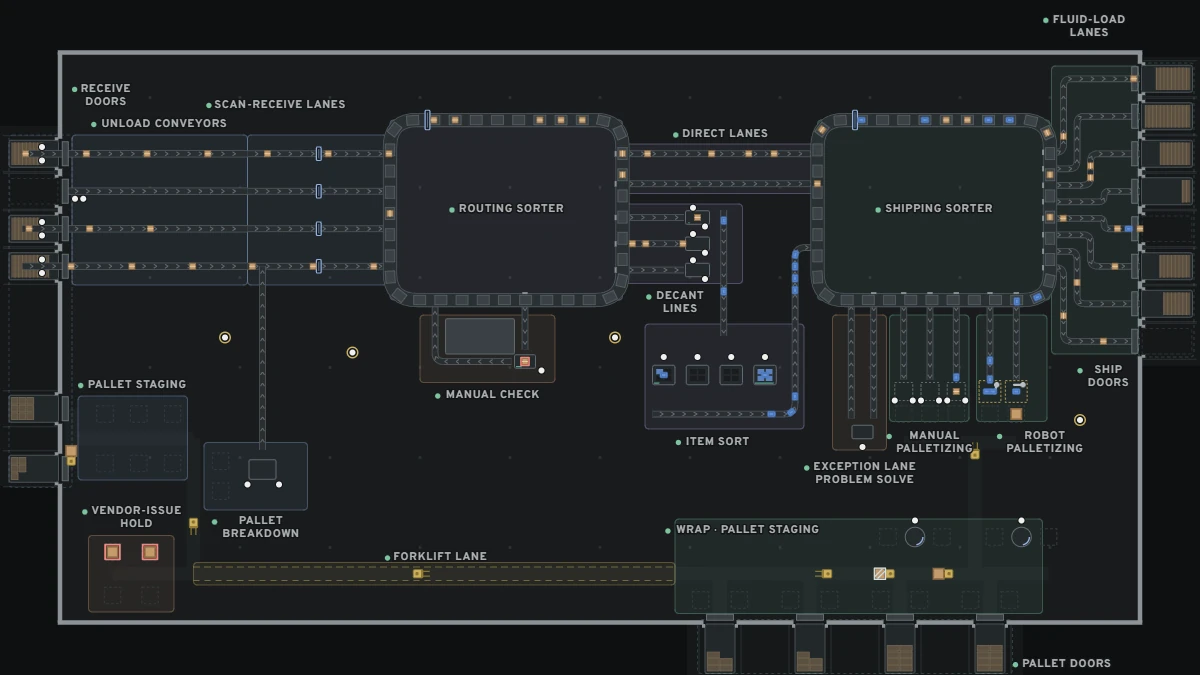 FLUID-LOAD
LANES
RECEIVE
DOORS
SCAN-RECEIVE LANES
UNLOAD CONVEYORS
DIRECT LANES
ROUTING SORTER
SHIPPING SORTER
DECANT
LINES
SHIP
DOORS
PALLET STAGING
MANUAL CHECK
ITEM SORT
MANUAL
PALLETIZING
ROBOT
PALLETIZING
EXCEPTION LANE
PROBLEM SOLVE
VENDOR-ISSUE
HOLD
PALLET
BREAKDOWN
WRAP · PALLET STAGING
FORKLIFT LANE
PALLET DOORS